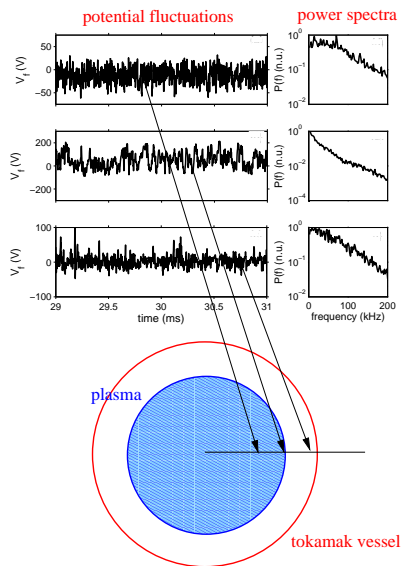 potential fluctuations
power spectra
V_f (V)
50
0
−50
P(f) (n.u.)
10^0
10^−1
10^−2
V_f (V)
200
0
−200
P(f) (n.u.)
10^0
10^−2
10^−4
V_f (V)
100
0
−100
29
29.5
30
30.5
31
time (ms)
P(f) (n.u.)
10^0
10^−1
10^−2
0
100
200
frequency (kHz)
plasma
tokamak vessel